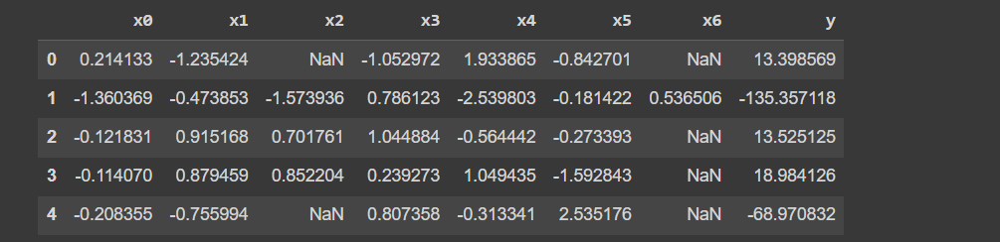 x0 x1 x2 x3 x4 x5 x6 y
0 0.214133 -1.235424 NaN -1.052972 1.933865 -0.842701 NaN 13.398569
1 -1.360369 -0.473853 -1.573936 0.786123 -2.539803 -0.181422 0.536506 -135.357118
2 -0.121831 0.915168 0.701761 1.044884 -0.564442 -0.273393 NaN 13.525125
3 -0.114070 0.879459 0.852204 0.239273 1.049435 -1.592843 NaN 18.984126
4 -0.208355 -0.755994 NaN 0.807358 -0.313341 2.535176 NaN -68.970832